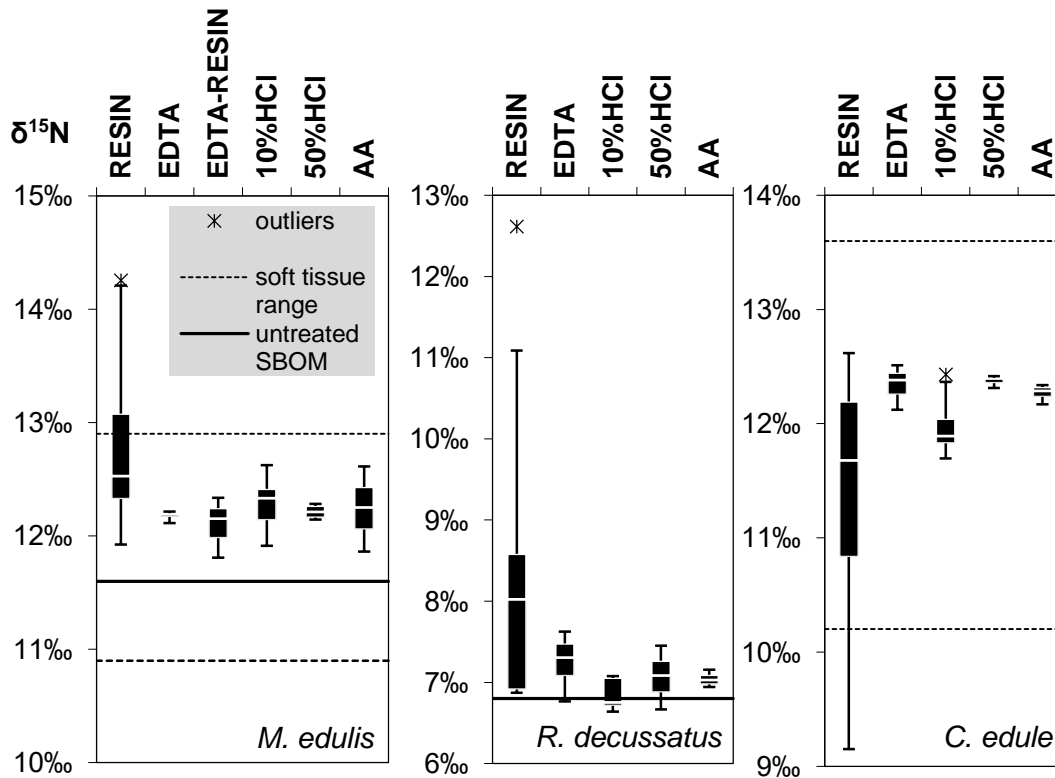 δ¹⁵N
RESIN
EDTA
EDTA-RESIN
10%HCl
50%HCl
AA
15‰
14‰
13‰
12‰
11‰
10‰
outliers
soft tissue
range
untreated
SBOM
M. edulis
RESIN
EDTA
10%HCl
50%HCl
AA
13‰
12‰
11‰
10‰
9‰
8‰
7‰
6‰
R. decussatus
RESIN
EDTA
10%HCl
50%HCl
AA
14‰
13‰
12‰
11‰
10‰
9‰
C. edule